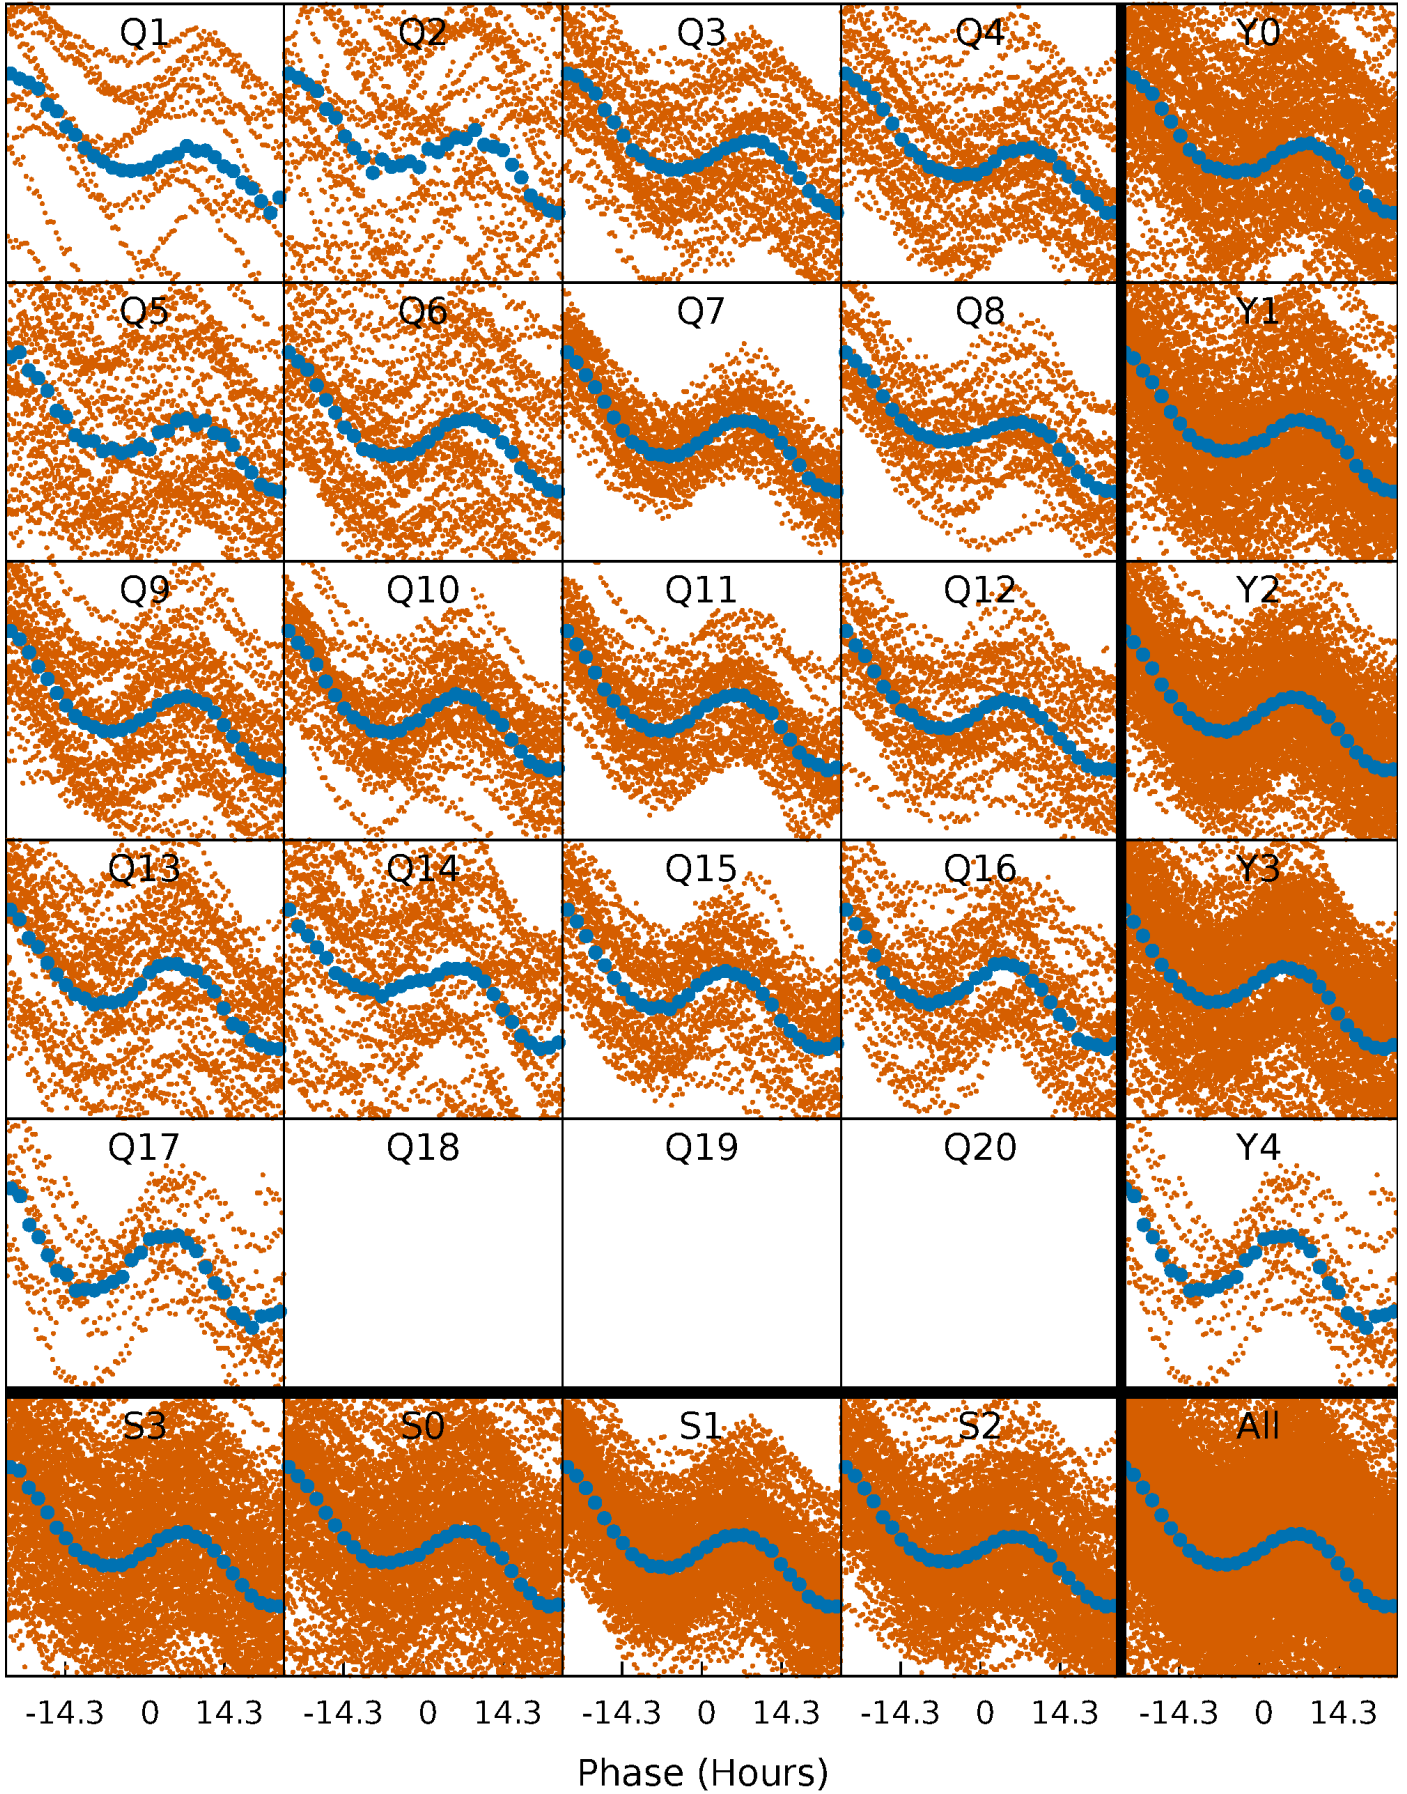 Q1 Q2 Q3 Q4 Y0
Q5 Q6 Q7 Q8 Y1
Q9 Q10 Q11 Q12 Y2
Q13 Q14 Q15 Q16 Y3
Q17 Q18 Q19 Q20 Y4
S3 S0 S1 S2 All
-14.3 0 14.3 -14.3 0 14.3 -14.3 0 14.3 -14.3 0 14.3 -14.3 0 14.3
Phase (Hours)